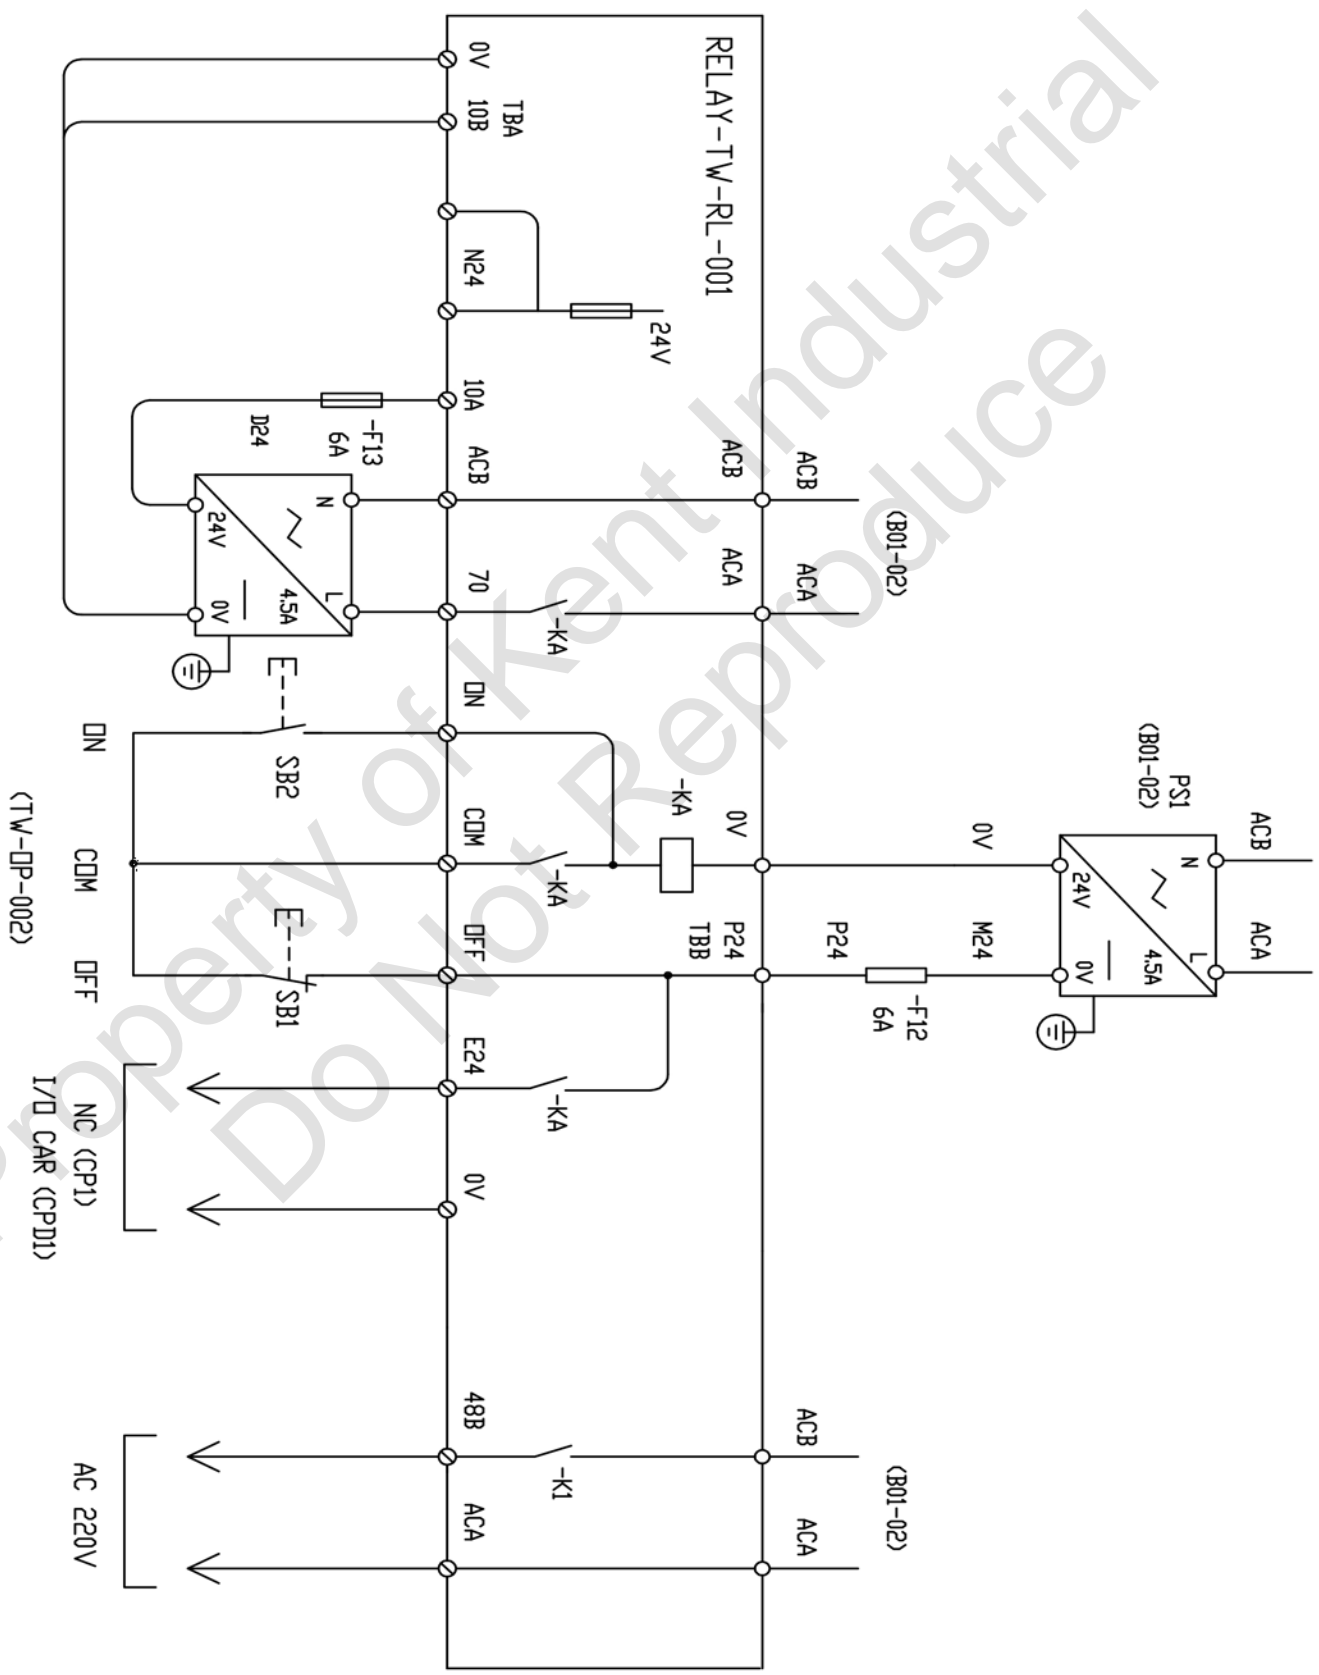 ACB
ACA
N
L
4.5A
24V
0V
PS1
(B01-02)
0V
M24
-F12
6A
P24
(B01-02)
ACB
ACA
(B01-02)
ACB
ACA
RELAY-TW-RL-001
ACB
ACA
0V
P24
TBB
24V
-KA
-KA
-KA
-KA
-K1
TBA
0V
10B
N24
10A
ACB
70
ON
COM
OFF
E24
0V
48B
ACA
-F13
6A
D24
N
L
4.5A
24V
0V
SB2
SB1
ON
COM
OFF
(TW-OP-002)
NC (CP1)
I/O CAR (CPD1)
AC 220V
Property of Kent Industrial
Do Not Reproduce